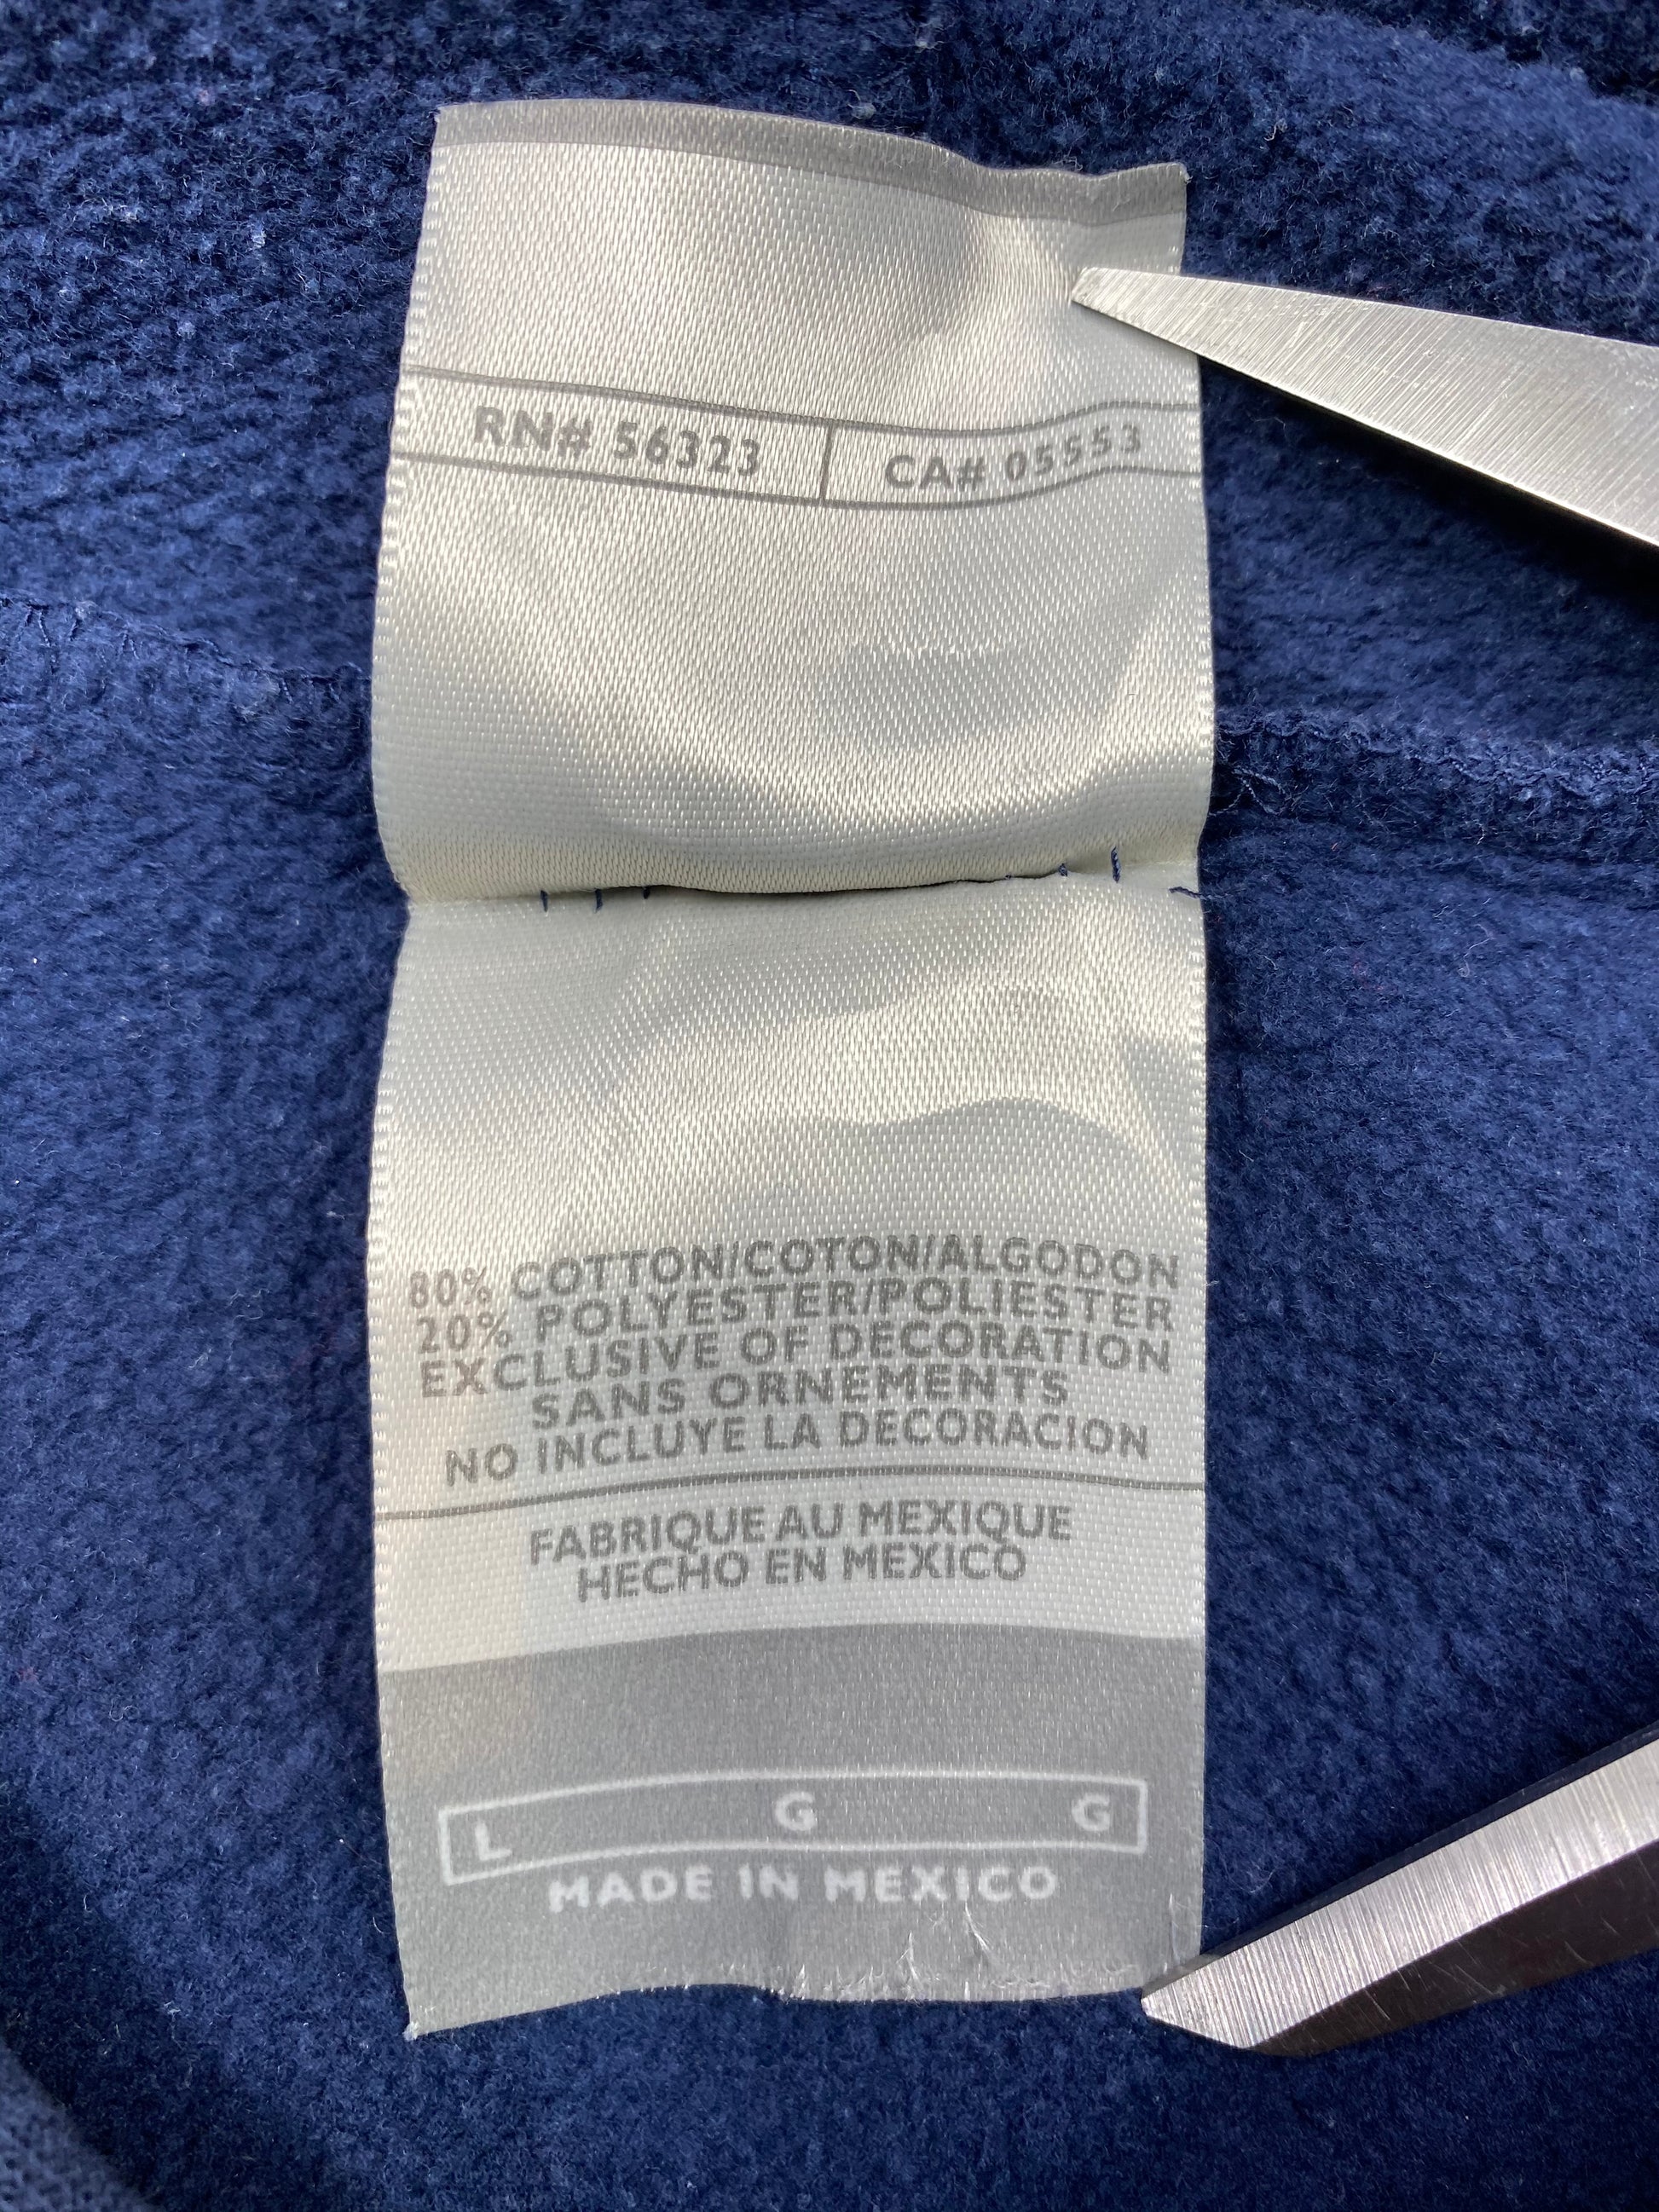 RN# 56323 CA# 05553
80% COTTON/COTON/ALGODON
20% POLYESTER/POLIESTER
EXCLUSIVE OF DECORATION
SANS ORNEMENTS
NO INCLUYE LA DECORACION
FABRIQUE AU MEXIQUE
HECHO EN MEXICO
L G G
MADE IN MEXICO